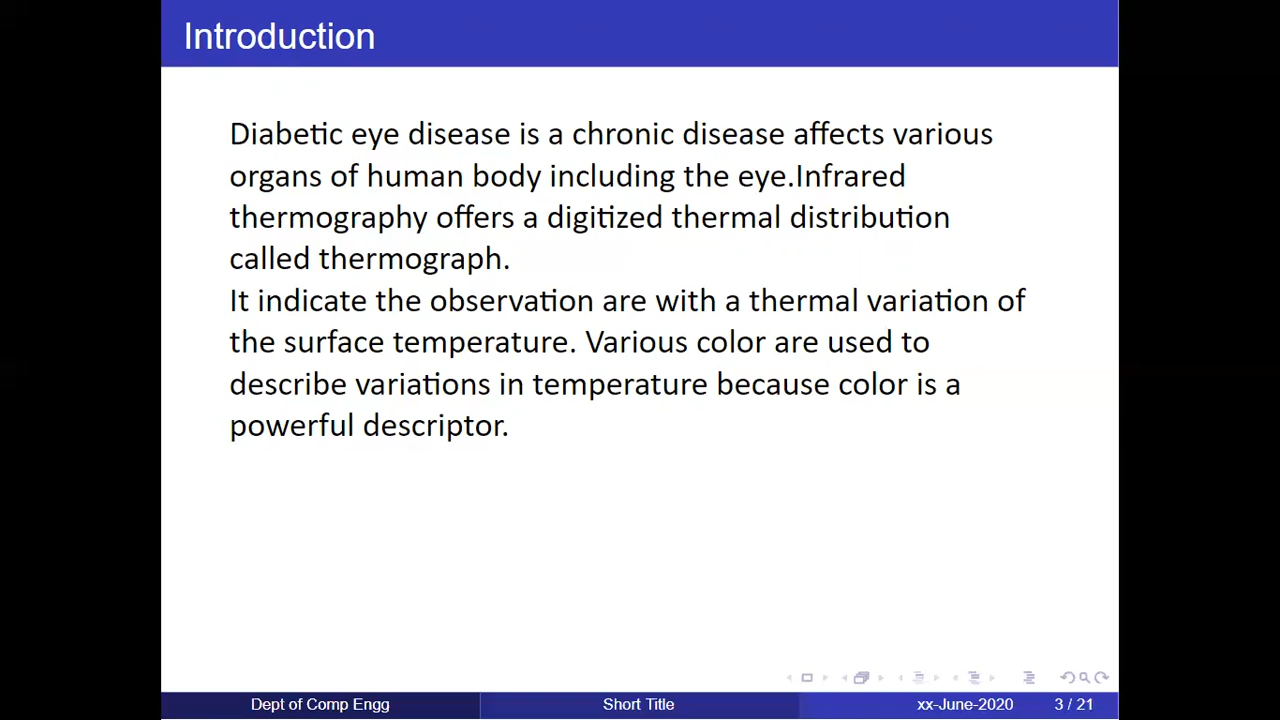 Introduction
Diabetic eye disease is a chronic disease affects various
organs of human body including the eye.Infrared
thermography offers a digitized thermal distribution
called thermograph.
It indicate the observation are with a thermal variation of
the surface temperature. Various color are used to
describe variations in temperature because color is a
powerful descriptor.
Dept of Comp Engg Short Title xx-June-2020 3 / 21